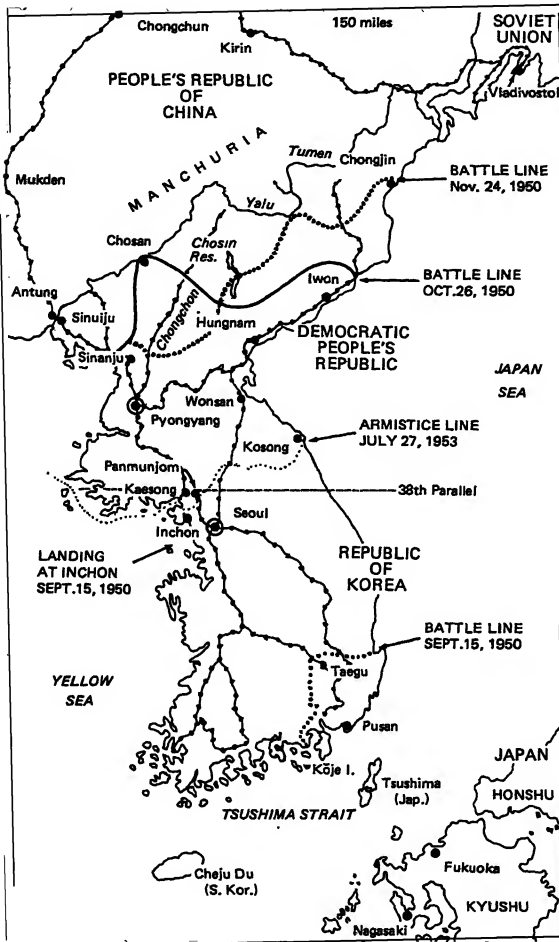 Chongchun
150 miles
SOVIET
UNION
Kirin
Vladivostol
PEOPLE'S REPUBLIC
OF
CHINA
MANCHURIA
Tumen
Chongjin
Mukden
BATTLE LINE
Nov. 24, 1950
Yalu
Chosan
Chosin
Res.
Iwon
BATTLE LINE
OCT.26, 1950
Antung
Sinuiju
Chongchon
Hungnam
Sinanju
DEMOCRATIC
PEOPLE'S
REPUBLIC
JAPAN
SEA
Wonsan
Pyongyang
ARMISTICE LINE
JULY 27, 1953
Kosong
Panmunjom
Kaesong
38th Parallel
Seoul
Inchon
LANDING
AT INCHON
SEPT.15, 1950
REPUBLIC
OF
KOREA
BATTLE LINE
SEPT.15, 1950
Taegu
YELLOW
SEA
Pusan
JAPAN
Kōje I.
HONSHU
Tsushima
(Jap.)
TSUSHIMA STRAIT
Cheju Du
(S. Kor.)
Fukuoka
KYUSHU
Nagasaki